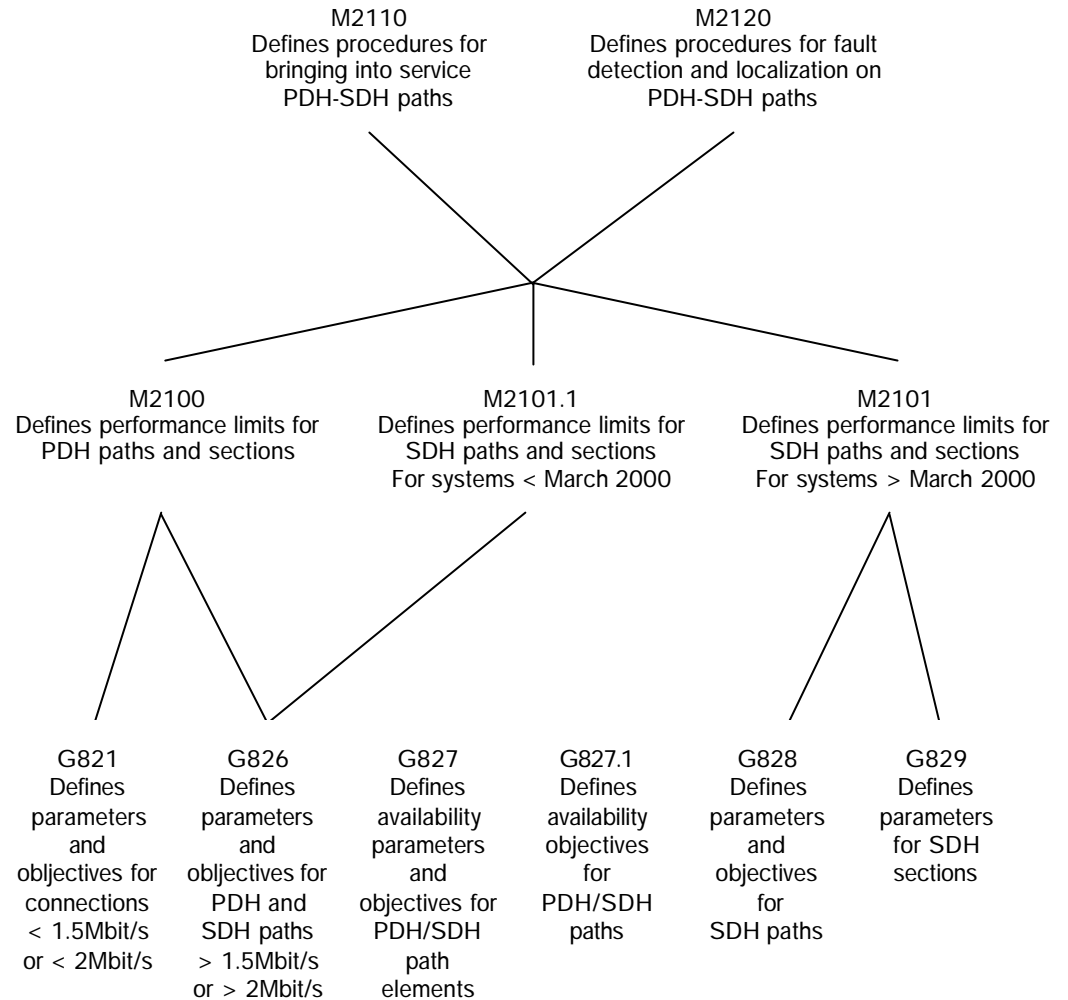 M2110
Defines procedures for
bringing into service
PDH-SDH paths
M2120
Defines procedures for fault
detection and localization on
PDH-SDH paths
M2100
Defines performance limits for
PDH paths and sections
M2101.1
Defines performance limits for
SDH paths and sections
For systems < March 2000
M2101
Defines performance limits for
SDH paths and sections
For systems > March 2000
G821
Defines
parameters
and
obljectives for
connections
< 1.5Mbit/s
or < 2Mbit/s
G826
Defines
parameters
and
obljectives for
PDH and
SDH paths
> 1.5Mbit/s
or > 2Mbit/s
G827
Defines
availability
parameters
and
objectives for
PDH/SDH
path
elements
G827.1
Defines
availability
objectives
for
PDH/SDH
paths
G828
Defines
parameters
and
objectives
for
SDH paths
G829
Defines
parameters
for SDH
sections